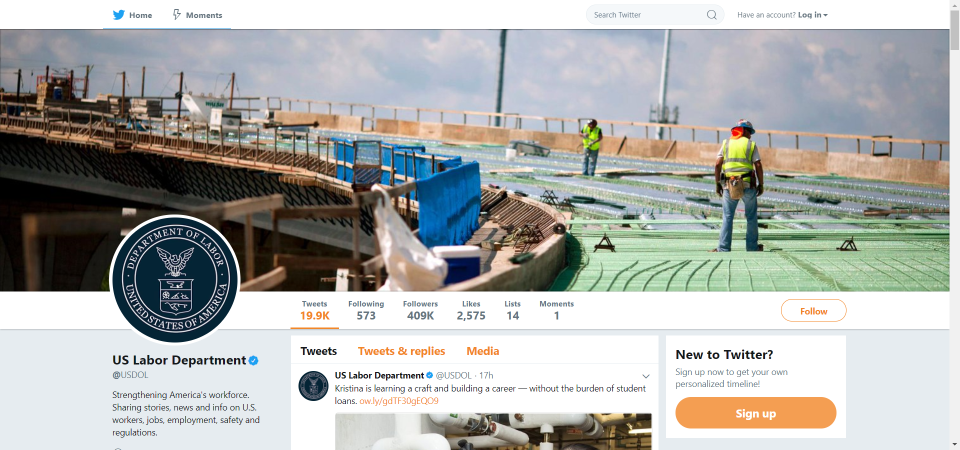 Home
Moments
Search Twitter
Have an account? Log in
DEPARTMENT OF LABOR
UNITED STATES OF AMERICA
Tweets
19.9K
Following
573
Followers
409K
Likes
2,575
Lists
14
Moments
1
Follow
US Labor Department
@USDOL
Strengthening America's workforce.
Sharing stories, news and info on U.S.
workers, jobs, employment, safety and
regulations.
Tweets
Tweets & replies
Media
US Labor Department @USDOL · 17h
Kristina is learning a craft and building a career — without the burden of student
loans. ow.ly/gdTF30gEQO9
New to Twitter?
Sign up now to get your own
personalized timeline!
Sign up